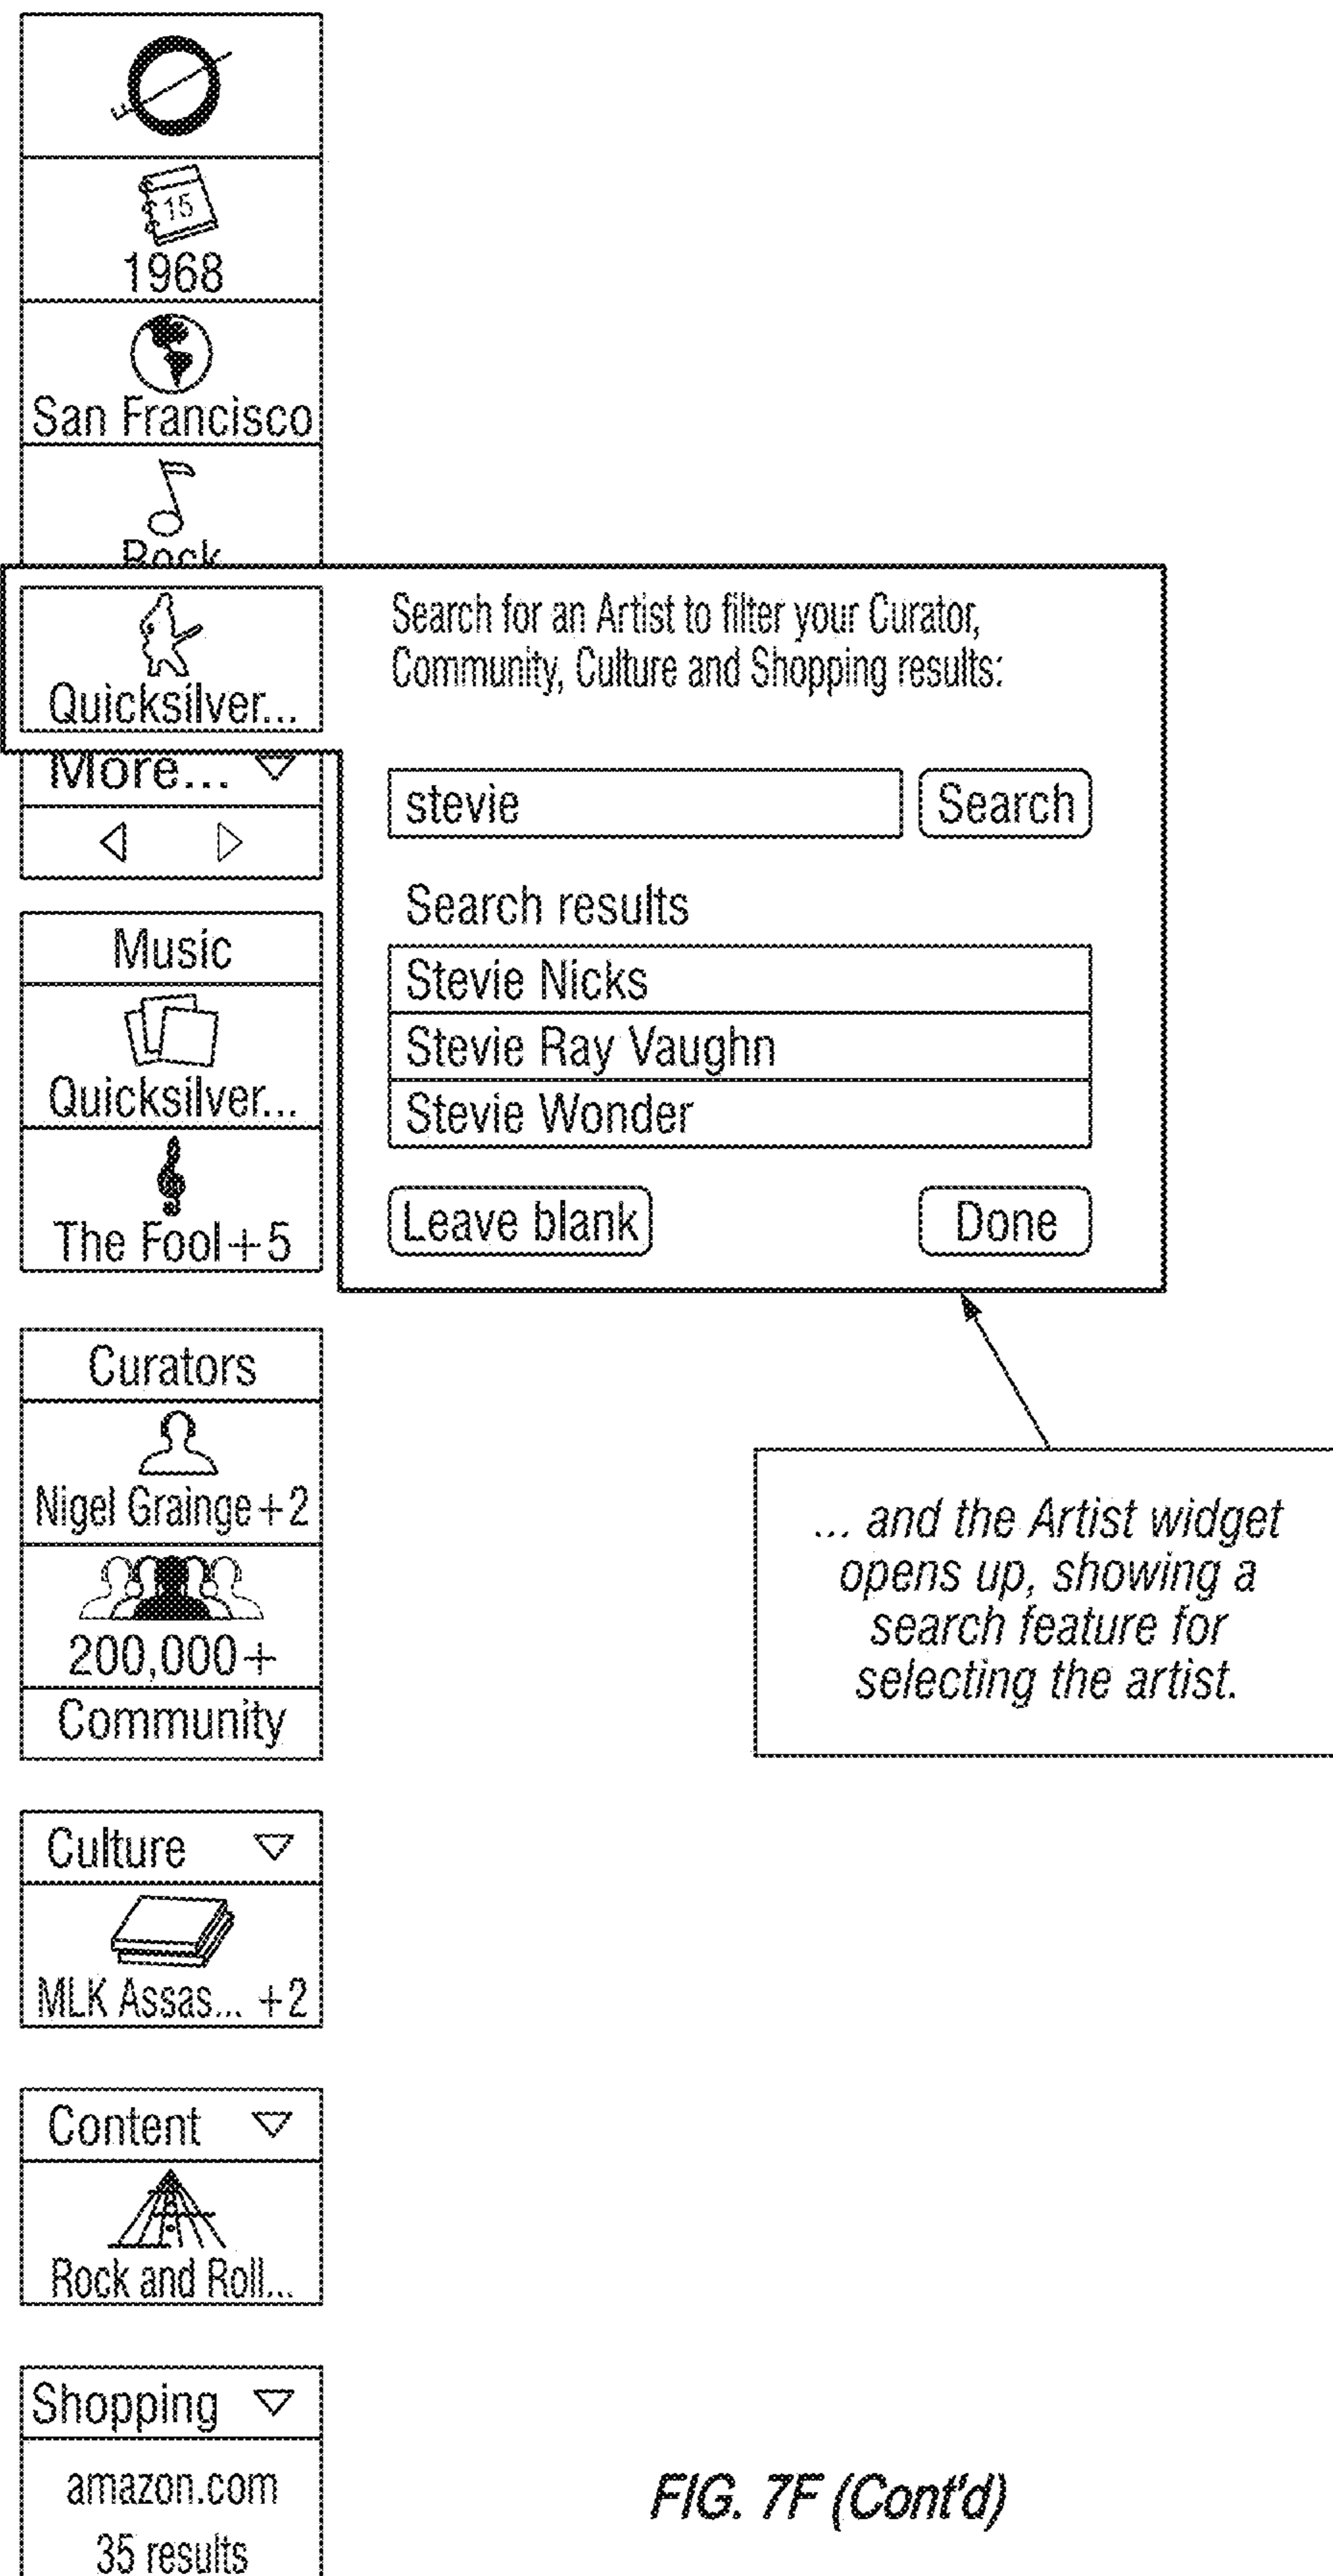 15
1968
San Francisco
Rock
Quicksilver...
Search for an Artist to filter your Curator,
Community, Culture and Shopping results:
More...
stevie
Search
Search results
Stevie Nicks
Stevie Ray Vaughn
Stevie Wonder
Leave blank
Done
Music
Quicksilver...
The Fool+5
Curators
Nigel Grainge+2
200,000+
Community
... and the Artist widget
opens up, showing a
search feature for
selecting the artist.
Culture
MLK Assas... +2
Content
Rock and Roll...
Shopping
amazon.com
35 results
FIG. 7F (Cont'd)